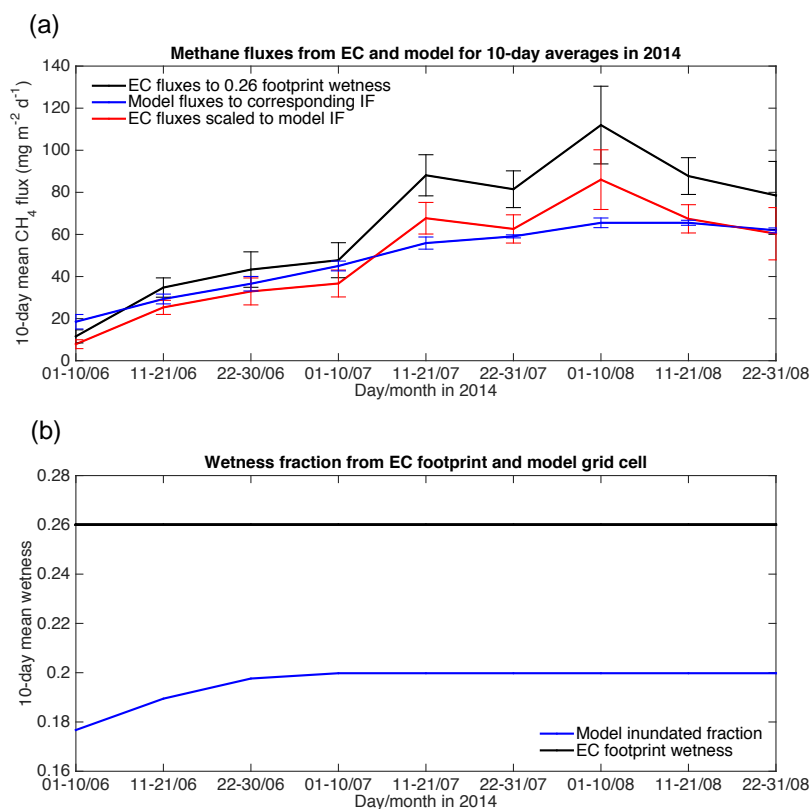 (a)
Methane fluxes from EC and model for 10-day averages in 2014
EC fluxes to 0.26 footprint wetness
Model fluxes to corresponding IF
EC fluxes scaled to model IF
10-day mean CH4 flux (mg m-2 d-1)
140
120
100
80
60
40
20
0
01-10/06 11-21/06 22-30/06 01-10/07 11-21/07 22-31/07 01-10/08 11-21/08 22-31/08
Day/month in 2014
(b)
Wetness fraction from EC footprint and model grid cell
10-day mean wetness
0.28
0.26
0.24
0.22
0.2
0.18
0.16
Model inundated fraction
EC footprint wetness
01-10/06 11-21/06 22-30/06 01-10/07 11-21/07 22-31/07 01-10/08 11-21/08 22-31/08